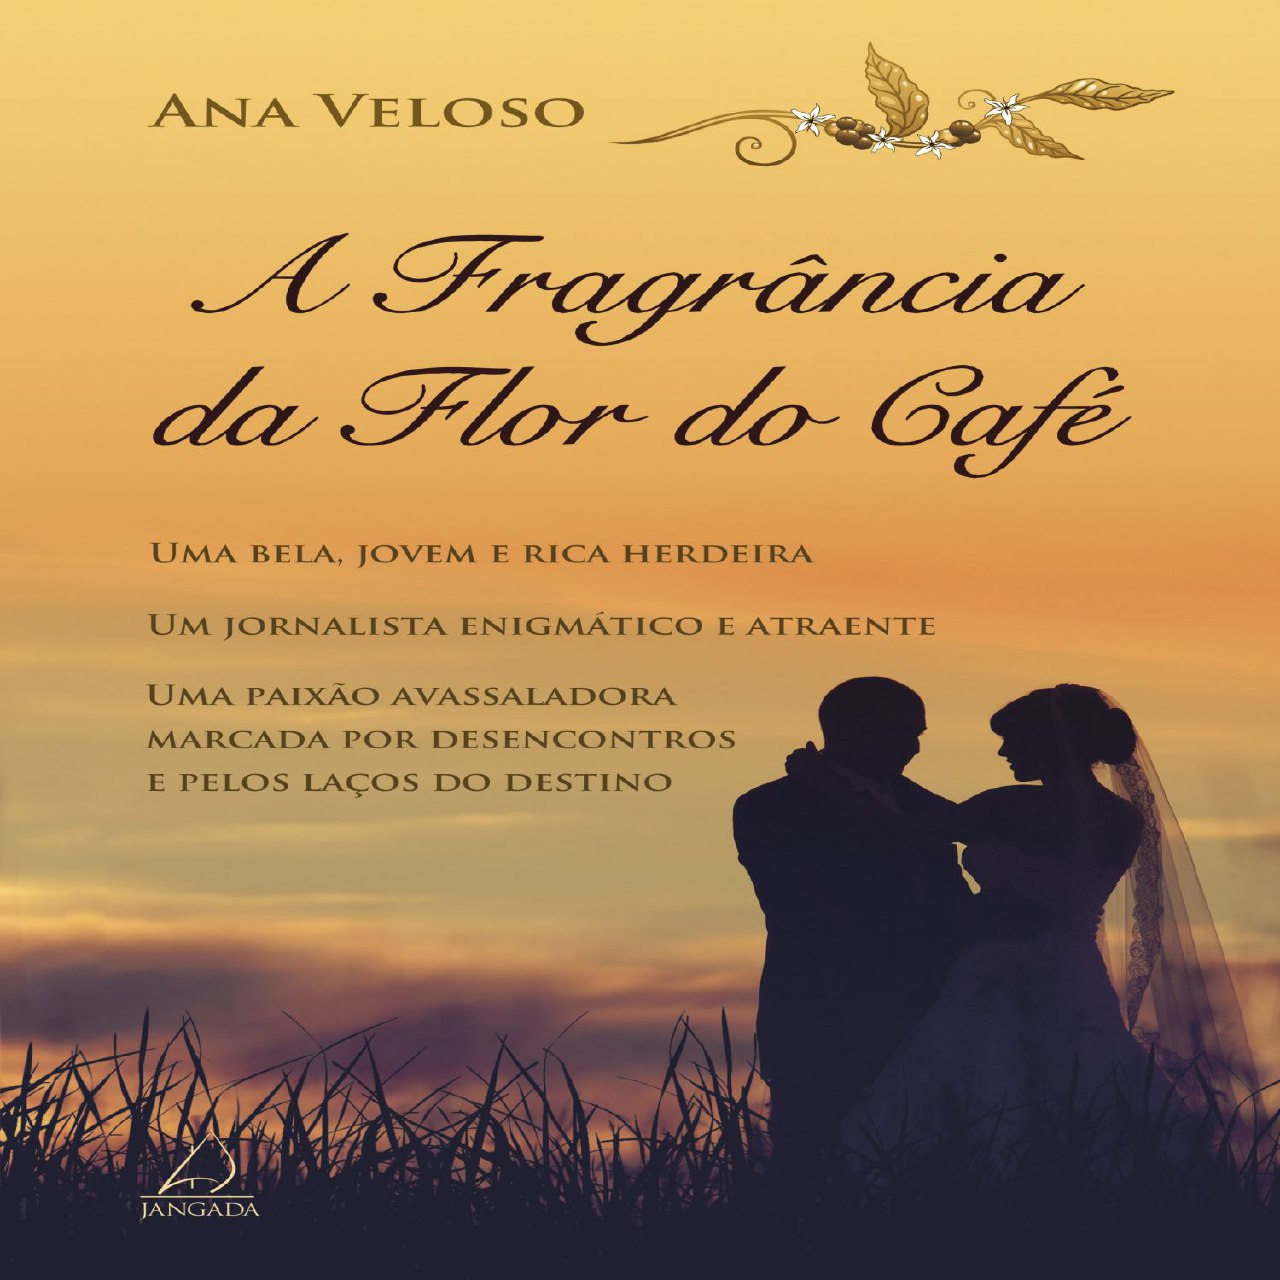 ANA VELOSO
A Fragrância
da Flor do Café
UMA BELA, JOVEM E RICA HERDEIRA
UM JORNALISTA ENIGMÁTICO E ATRAENTE
UMA PAIXÃO AVASSALADORA
MARCADA POR DESENCONTROS
E PELOS LAÇOS DO DESTINO
JANGADA